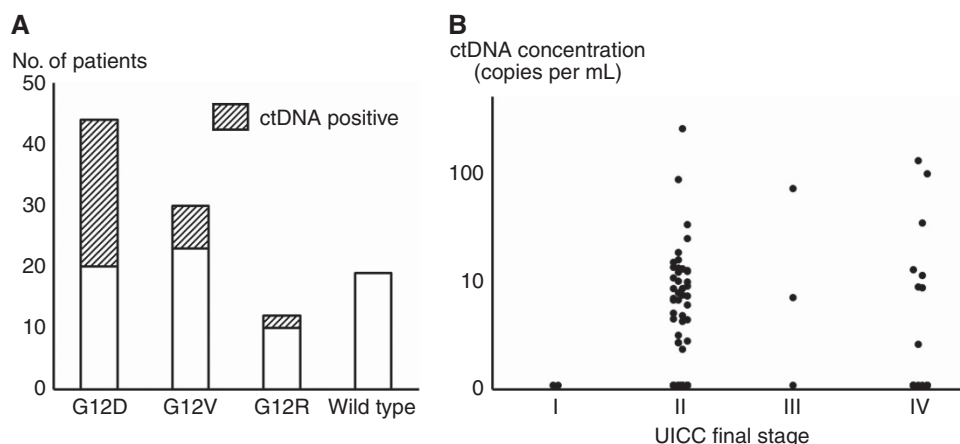 A
No. of patients
50
40
30
20
10
0
ctDNA positive
G12D G12V G12R Wild type
B
ctDNA concentration
(copies per mL)
100
10
0
I II III IV
UICC final stage